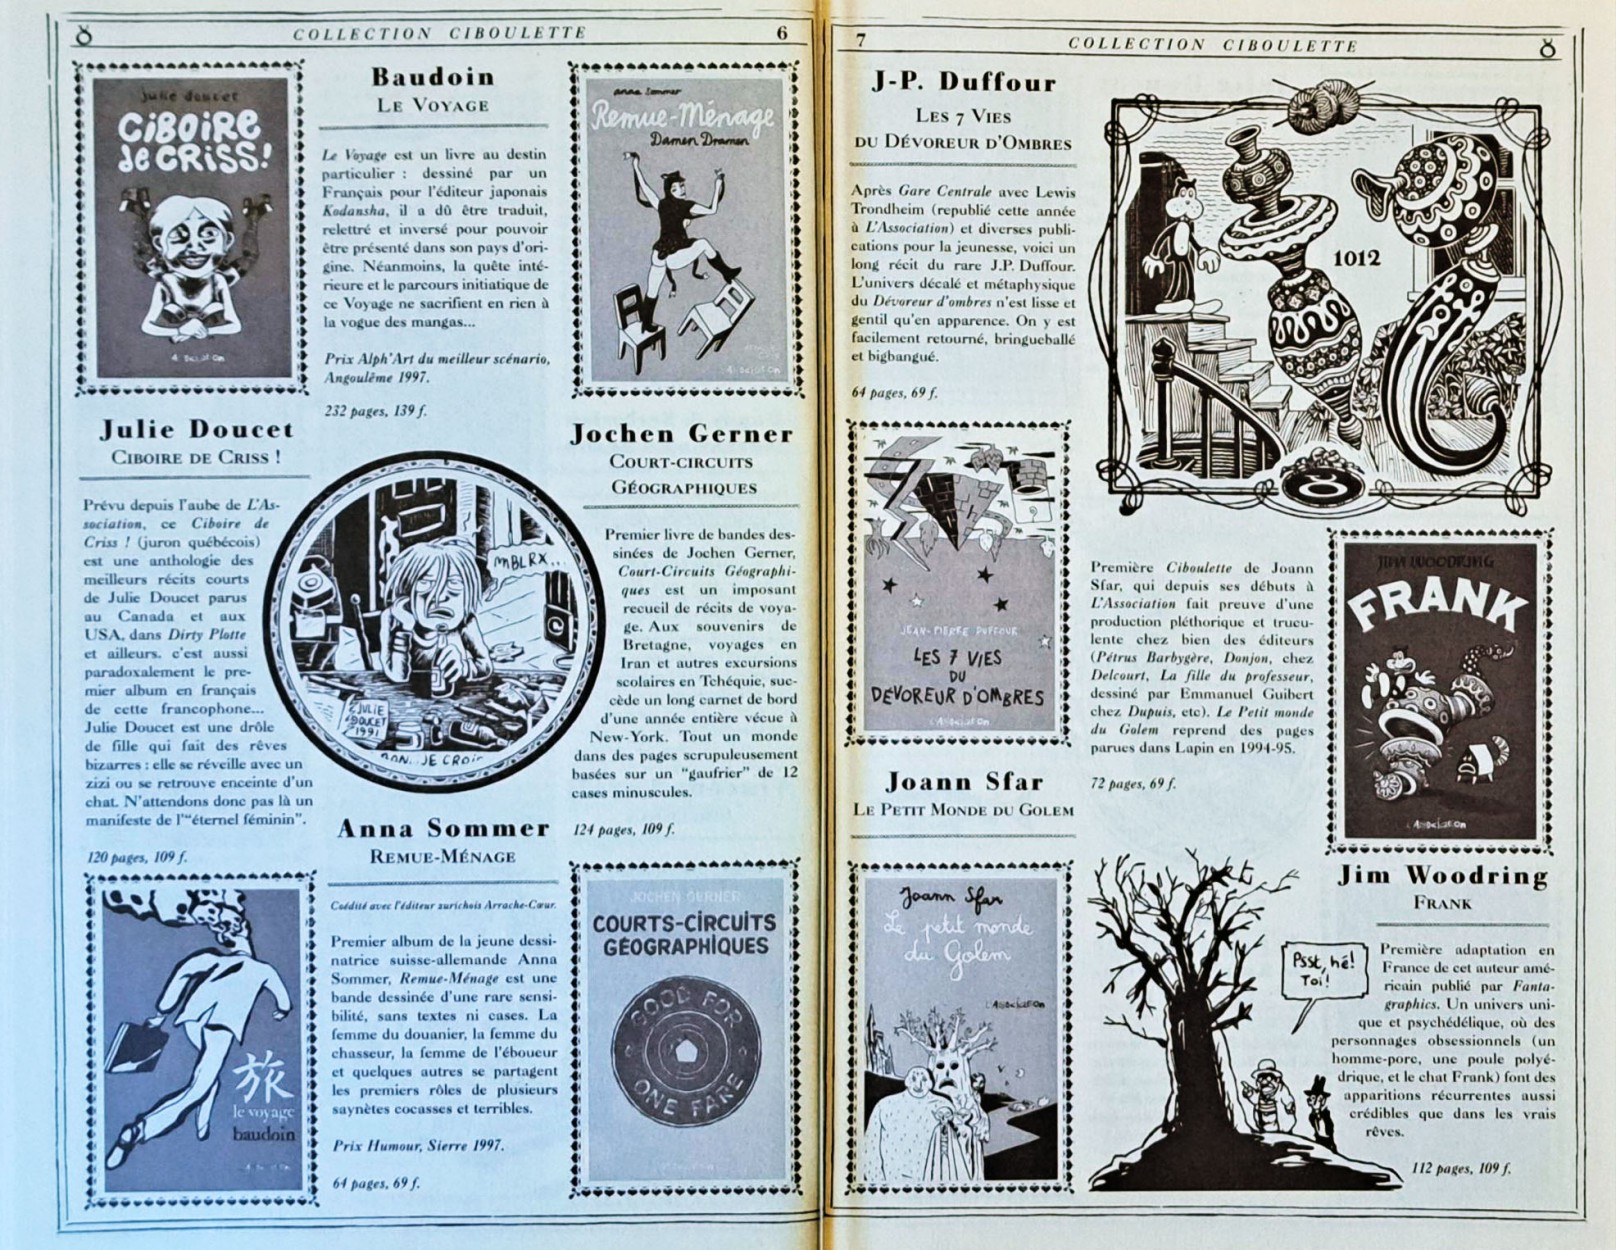 COLLECTION CIBOULETTE
6
julie doucet
CIBOIRE
de CRISS!
Julie Doucet
CIBOIRE DE CRISS !
Prévu depuis l'aube de L'As-
sociation, ce Ciboire de
Criss ! (juron québécois)
est une anthologie des
meilleurs récits courts
de Julie Doucet parus
au Canada et aux
USA, dans Dirty Plotte
et ailleurs. c'est aussi
paradoxalement le pre-
mier album en français
de cette francophone...
Julie Doucet est une drôle
de fille qui fait des rêves
bizarres : elle se réveille avec un
zizi ou se retrouve enceinte d'un
chat. N'attendons donc pas là un
manifeste de l'"éternel féminin".
120 pages, 109 f.
旅
le voyage
baudoin
Baudoin
LE VOYAGE
Le Voyage est un livre au destin
particulier : dessiné par un
Français pour l'éditeur japonais
Kodansha, il a dû être traduit,
relettré et inversé pour pouvoir
être présenté dans son pays d'ori-
gine. Néanmoins, la quête inté-
rieure et le parcours initiatique de
ce Voyage ne sacrifient en rien à
la vogue des mangas...
Prix Alph'Art du meilleur scénario,
Angoulême 1997.
232 pages, 139 f.
MBLRX...
JULIE
DOUCET
1991
Anna Sommer
REMUE-MÉNAGE
Coédité avec l'éditeur zurichois Arrache-Cœur.
Premier album de la jeune dessi-
natrice suisse-allemande Anna
Sommer, Remue-Ménage est une
bande dessinée d'une rare sensi-
bilité, sans textes ni cases. La
femme du douanier, la femme du
chasseur, la femme de l'éboueur
et quelques autres se partagent
les premiers rôles de plusieurs
saynètes cocasses et terribles.
Prix Humour, Sierre 1997.
64 pages, 69 f.
anna Sommer
Remue-Ménage
Damen Dramen
Jochen Gerner
COURT-CIRCUITS
GÉOGRAPHIQUES
Premier livre de bandes des-
sinées de Jochen Gerner,
Court-Circuits Géographi-
ques est un imposant
recueil de récits de voya-
ge. Aux souvenirs de
Bretagne, voyages en
Iran et autres excursions
scolaires en Tchéquie, suc-
cède un long carnet de bord
d'une année entière vécue à
New-York. Tout un monde
dans des pages scrupuleusement
basées sur un "gaufrier" de 12
cases minuscules.
124 pages, 109 f.
JOCHEN GERNER
COURTS-CIRCUITS
GÉOGRAPHIQUES
GOOD FOR
ONE FARE
7
COLLECTION CIBOULETTE
J-P. Duffour
LES 7 VIES
DU DÉVOREUR D'OMBRES
Après Gare Centrale avec Lewis
Trondheim (republié cette année
à L'Association) et diverses publi-
cations pour la jeunesse, voici un
long récit du rare J.P. Duffour.
L'univers décalé et métaphysique
du Dévoreur d'ombres n'est lisse et
gentil qu'en apparence. On y est
facilement retourné, bringueballé
et bigbangué.
64 pages, 69 f.
JEAN-PIERRE DUFFOUR
LES 7 VIES
DU
DÉVOREUR D'OMBRES
L'Association
Joann Sfar
LE PETIT MONDE DU GOLEM
Joann Sfar
Le petit monde
du Golem
L'Association
1012
Première Ciboulette de Joann
Sfar, qui depuis ses débuts à
L'Association fait preuve d'une
production pléthorique et trucu-
lente chez bien des éditeurs
(Pétrus Barbygère, Donjon, chez
Delcourt, La fille du professeur,
dessiné par Emmanuel Guibert
chez Dupuis, etc). Le Petit monde
du Golem reprend des pages
parues dans Lapin en 1994-95.
72 pages, 69 f.
Psst, hé!
Toi!
JIM WOODRING
FRANK
L'Association
Jim Woodring
FRANK
Première adaptation en
France de cet auteur amé-
ricain publié par Fanta-
graphics. Un univers uni-
que et psychédélique, où des
personnages obsessionnels (un
homme-porc, une poule polyé-
drique, et le chat Frank) font des
apparitions récurrentes aussi
crédibles que dans les vrais
rêves.
112 pages, 109 f.